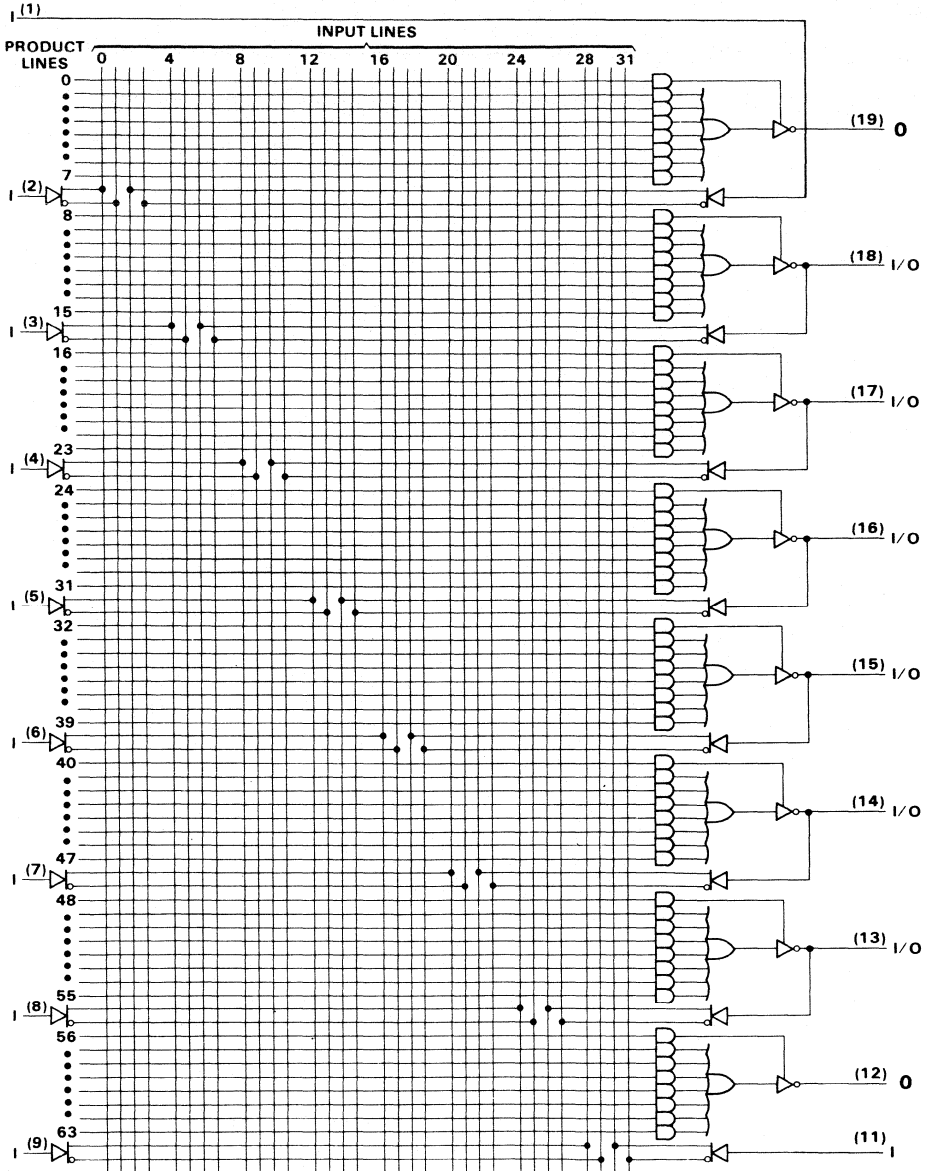 I (1)
INPUT LINES
PRODUCT LINES
0 4 8 12 16 20 24 28 31
0
(19) O
7
I (2)
8
(18) I/O
15
I (3)
16
(17) I/O
23
I (4)
24
(16) I/O
31
I (5)
32
(15) I/O
39
I (6)
40
(14) I/O
47
I (7)
48
(13) I/O
55
I (8)
56
(12) O
63
I (9)
(11) I